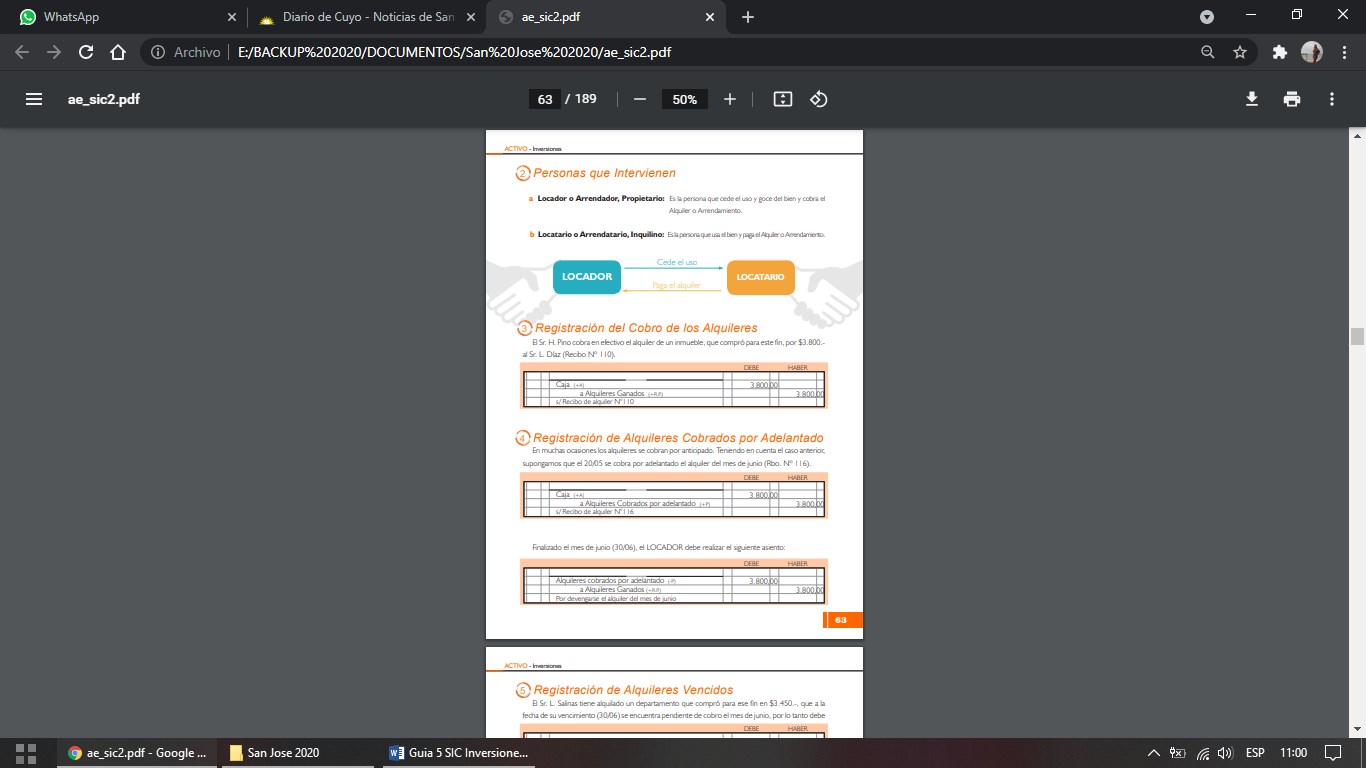 WhatsApp
Diario de Cuyo - Noticias de San
ae_sic2.pdf
Archivo
E:/BACKUP%202020/DOCUMENTOS/San%20Jose%202020/ae_sic2.pdf
ae_sic2.pdf
63 / 189
50%
ACTIVO - Inversiones
2 Personas que Intervienen
a Locador o Arrendador, Propietario: Es la persona que cede el uso y goce del bien y cobra el
Alquiler o Arrendamiento.
b Locatario o Arrendatario, Inquilino: Es la persona que usa el bien y paga el Alquiler o Arrendamiento.
Cede el uso
LOCADOR
LOCATARIO
Paga el alquiler
3 Registración del Cobro de los Alquileres
El Sr. H. Pino cobra en efectivo el alquiler de un inmueble, que compró para este fin, por $3.800.-
al Sr. L. Díaz (Recibo Nº 110).
DEBE HABER
Caja (+A) 3.800,00
a Alquileres Ganados (+R.P.) 3.800,00
s/ Recibo de alquiler Nº110
4 Registración de Alquileres Cobrados por Adelantado
En muchas ocasiones los alquileres se cobran por anticipado. Teniendo en cuenta el caso anterior,
supongamos que el 20/05 se cobra por adelantado el alquiler del mes de junio (Rbo. Nº 116).
DEBE HABER
Caja (+A) 3.800,00
a Alquileres Cobrados por adelantado (+P) 3.800,00
s/ Recibo de alquiler Nº116
Finalizado el mes de junio (30/06), el LOCADOR debe realizar el siguiente asiento:
DEBE HABER
Alquileres cobrados por adelantado (-P) 3.800,00
a Alquileres Ganados (+R.P.) 3.800,00
Por devengarse el alquiler del mes de junio
63
ACTIVO - Inversiones
5 Registración de Alquileres Vencidos
El Sr. L. Salinas tiene alquilado un departamento que compró para ese fin en $3.450.-, que a la
fecha de su vencimiento (30/06) se encuentra pendiente de cobro el mes de junio, por lo tanto debe
DEBE HABER
ae_sic2.pdf - Google ...
San Jose 2020
Guia 5 SIC Inversione...
ESP
11:00